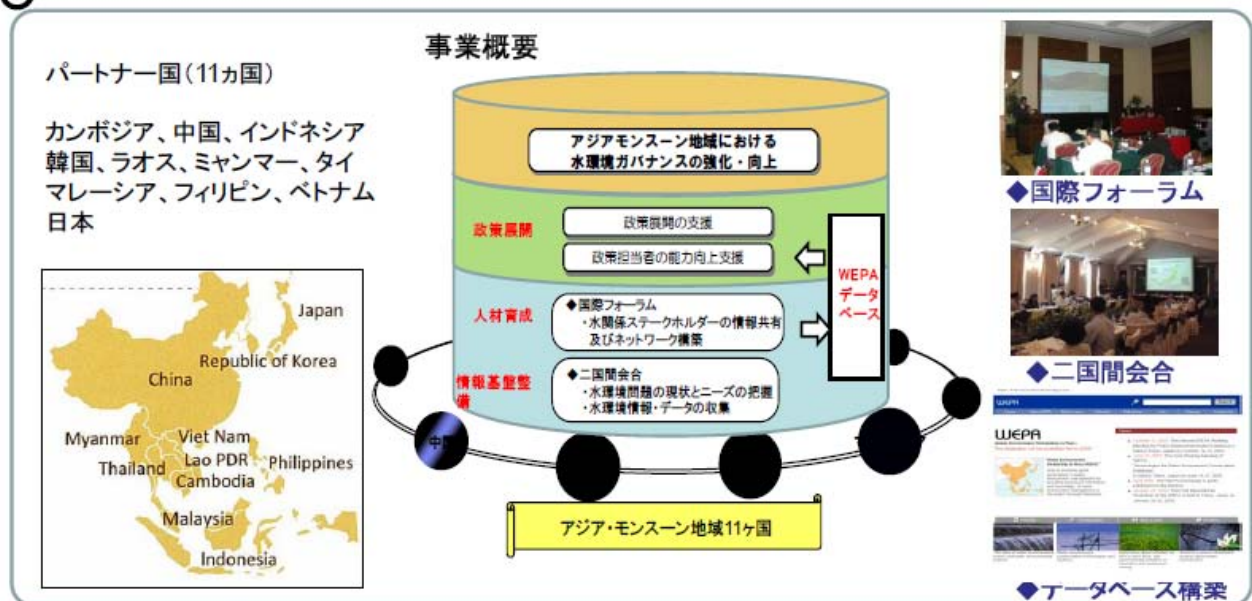 事業概要
パートナー国(11ヵ国)
カンボジア、中国、インドネシア
韓国、ラオス、ミャンマー、タイ
マレーシア、フィリピン、ベトナム
日本
Japan
Republic of Korea
China
Myanmar
Viet Nam
Thailand
Lao PDR
Philippines
Cambodia
Malaysia
Indonesia
アジアモンスーン地域における
水環境ガバナンスの強化・向上
政策展開
政策展開の支援
政策担当者の能力向上支援
人材育成
◆国際フォーラム
・水関係ステークホルダーの情報共有
及びネットワーク構築
情報基盤整
備
◆二国間会合
・水環境問題の現状とニーズの把握
・水環境情報・データの収集
WEPA
データ
ベース
アジア・モンスーン地域11ヶ国
◆国際フォーラム
◆二国間会合
WEPA
◆データベース構築